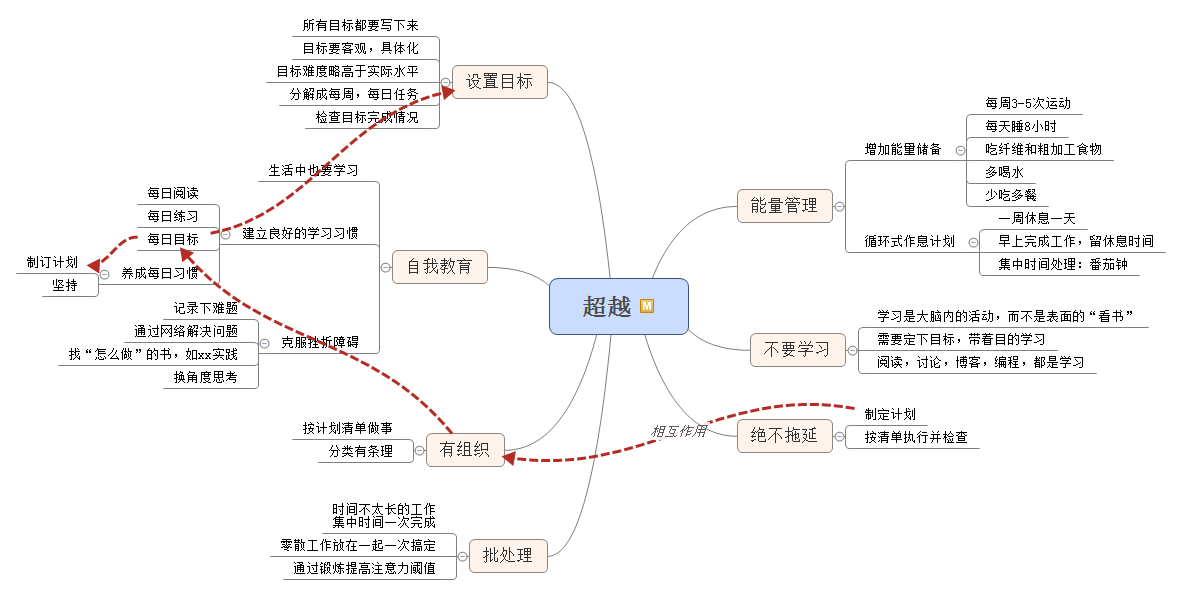 超越
M
设置目标
所有目标都要写下来
目标要客观，具体化
目标难度略高于实际水平
分解成每周，每日任务
检查目标完成情况
自我教育
生活中也要学习
建立良好的学习习惯
每日阅读
每日练习
每日目标
养成每日习惯
制订计划
坚持
克服挫折障碍
记录下难题
通过网络解决问题
找“怎么做”的书，如xx实践
换角度思考
有组织
按计划清单做事
分类有条理
批处理
时间不太长的工作
集中时间一次完成
零散工作放在一起一次搞定
通过锻炼提高注意力阈值
能量管理
增加能量储备
每周3-5次运动
每天睡8小时
吃纤维和粗加工食物
多喝水
少吃多餐
循环式作息计划
一周休息一天
早上完成工作，留休息时间
集中时间处理：番茄钟
不要学习
学习是大脑内的活动，而不是表面的“看书”
需要定下目标，带着目的学习
阅读，讨论，博客，编程，都是学习
绝不拖延
制定计划
按清单执行并检查
相互作用